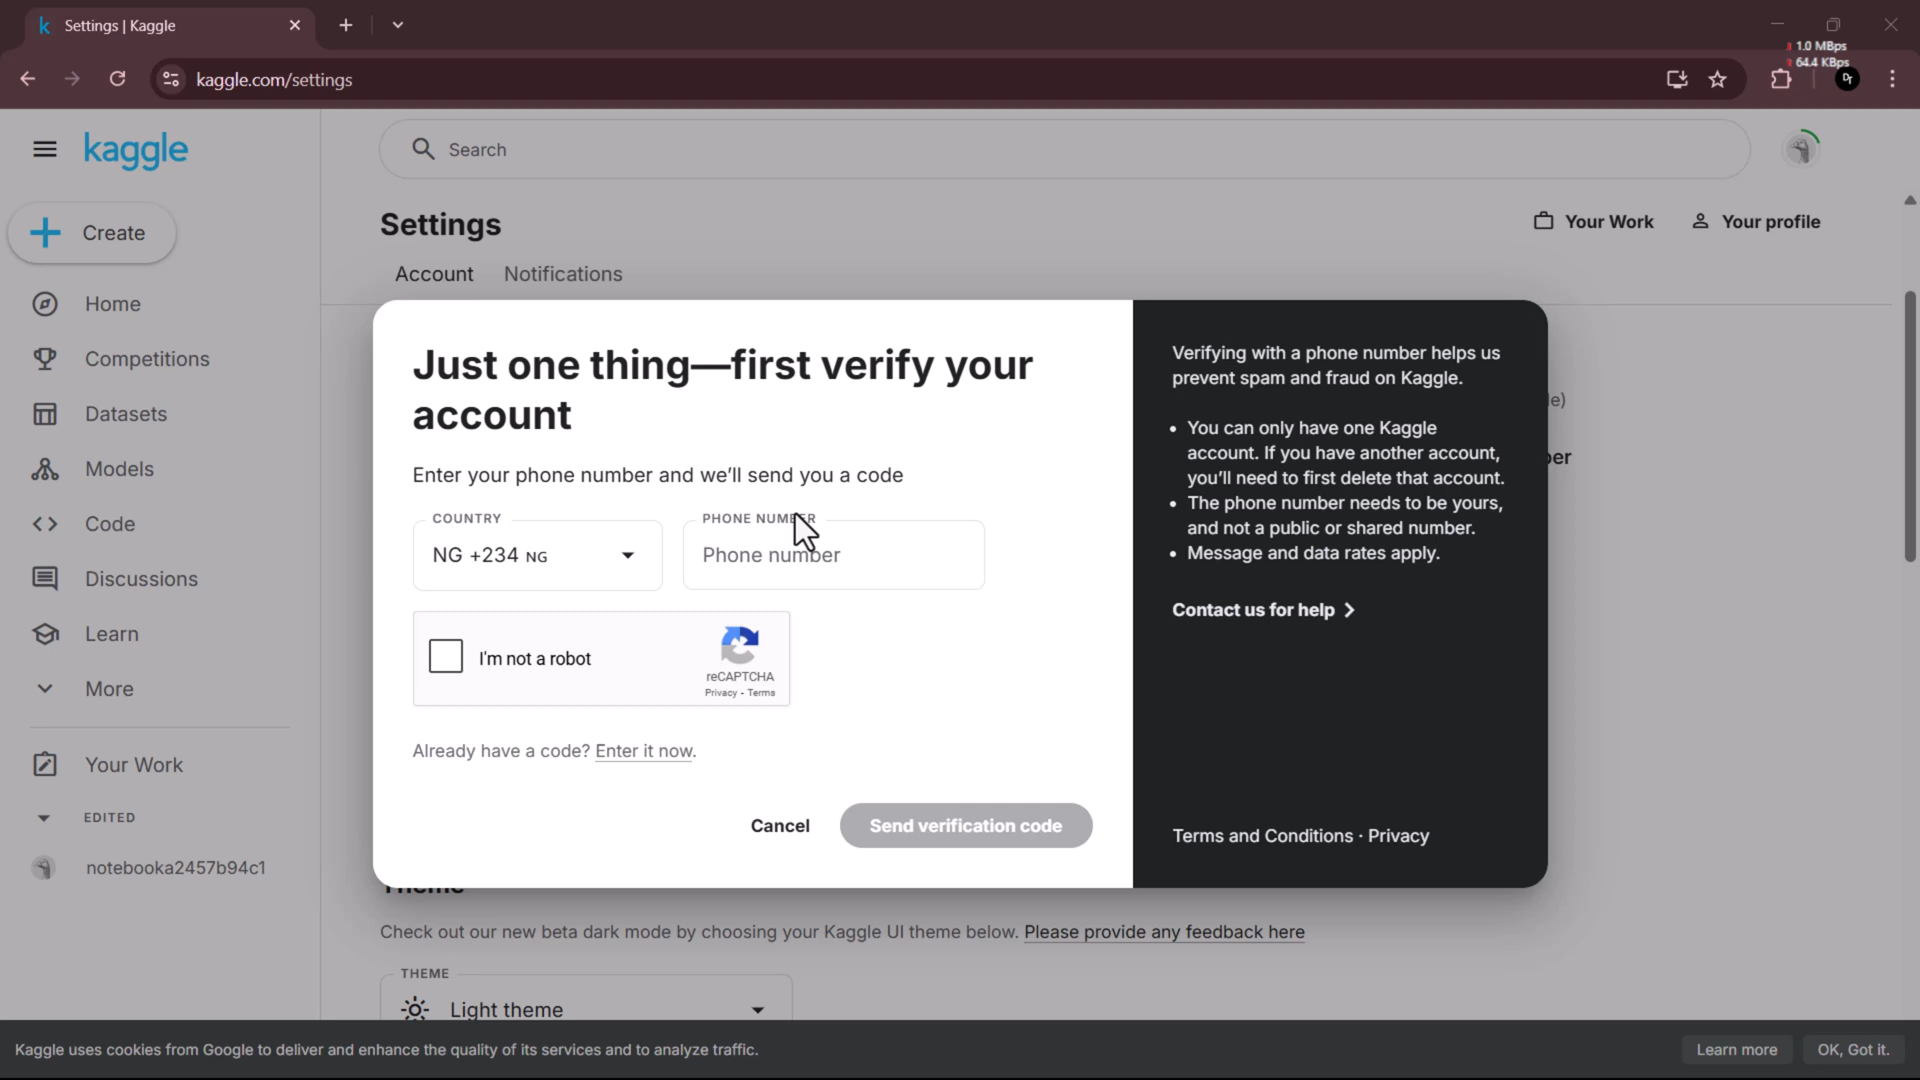 Settings | Kaggle
1.0 MBps
64.4 KBps
kaggle.com/settings
DT
kaggle
Search
Create
Settings
Your Work
Your profile
Account
Notifications
Home
Competitions
Datasets
Models
Code
Discussions
Learn
More
Your Work
EDITED
notebooka2457b94c1
Just one thing—first verify your
account
Enter your phone number and we'll send you a code
COUNTRY
NG +234 NG
PHONE NUMBER
Phone number
I'm not a robot
reCAPTCHA
Privacy - Terms
Already have a code? Enter it now.
Cancel
Send verification code
Verifying with a phone number helps us
prevent spam and fraud on Kaggle.
• You can only have one Kaggle
account. If you have another account,
you'll need to first delete that account.
• The phone number needs to be yours,
and not a public or shared number.
• Message and data rates apply.
Contact us for help
Terms and Conditions · Privacy
le)
ber
Theme
Check out our new beta dark mode by choosing your Kaggle UI theme below. Please provide any feedback here
THEME
Light theme
Kaggle uses cookies from Google to deliver and enhance the quality of its services and to analyze traffic.
Learn more
OK, Got it.